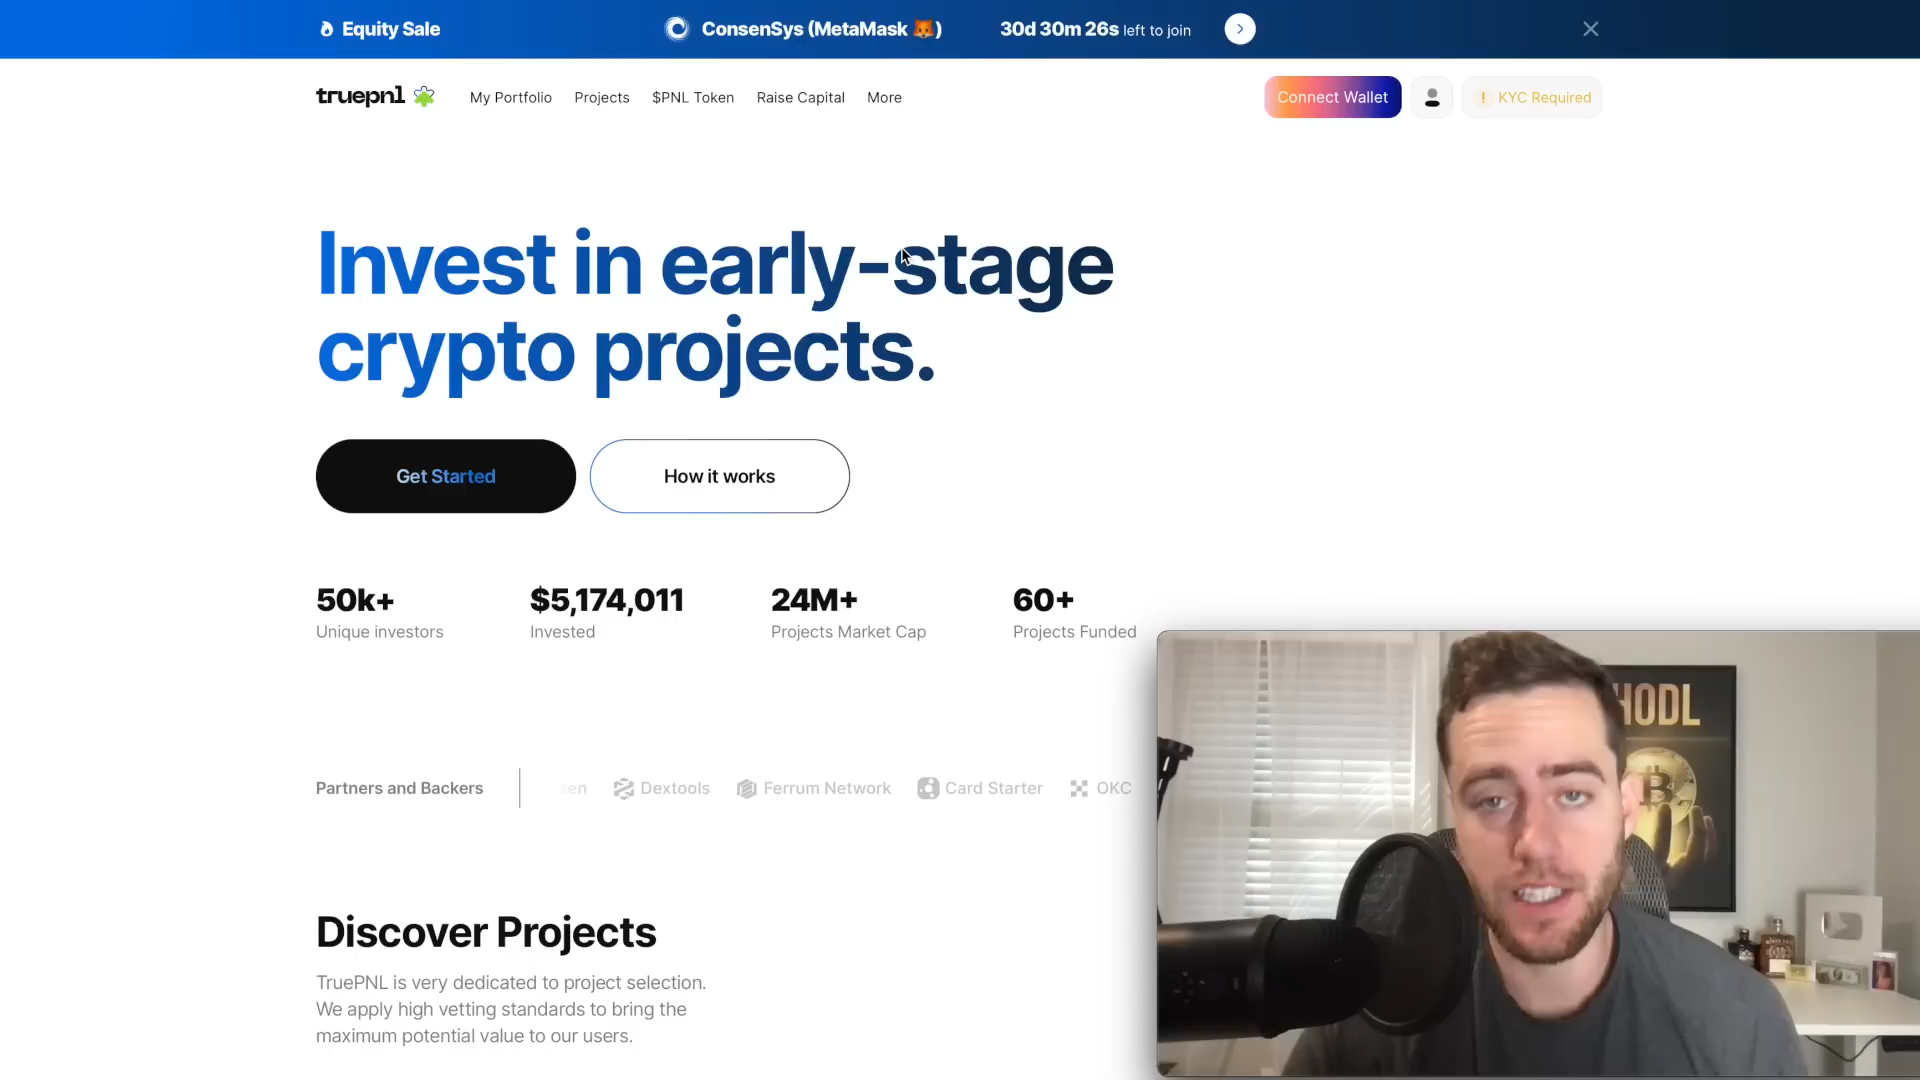 Equity Sale
ConsenSys (MetaMask 🦊)
30d 30m 26s left to join
truepnl
My Portfolio
Projects
$PNL Token
Raise Capital
More
Connect Wallet
! KYC Required
Invest in early-stage
crypto projects.
Get Started
How it works
50k+
Unique investors
$5,174,011
Invested
24M+
Projects Market Cap
60+
Projects Funded
Partners and Backers
Dextools
Ferrum Network
Card Starter
OKC
HODL
Discover Projects
TruePNL is very dedicated to project selection.
We apply high vetting standards to bring the
maximum potential value to our users.